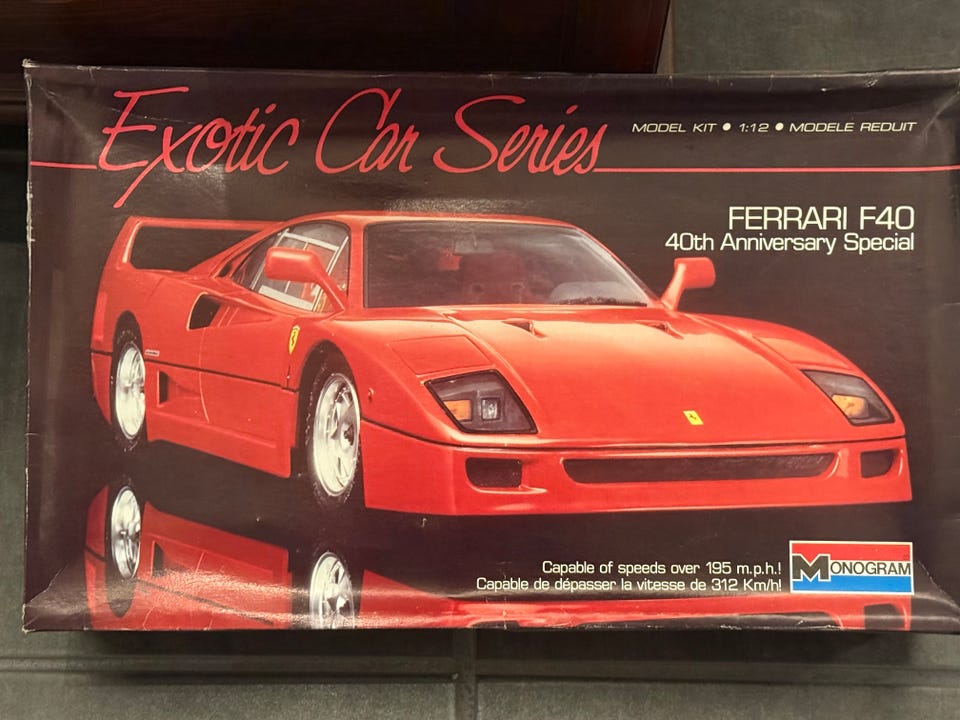 Exotic Car Series
MODEL KIT • 1:12 • MODELE REDUIT
FERRARI F40
40th Anniversary Special
Capable of speeds over 195 m.p.h.!
Capable de dépasser la vitesse de 312 Km/h!
MONOGRAM